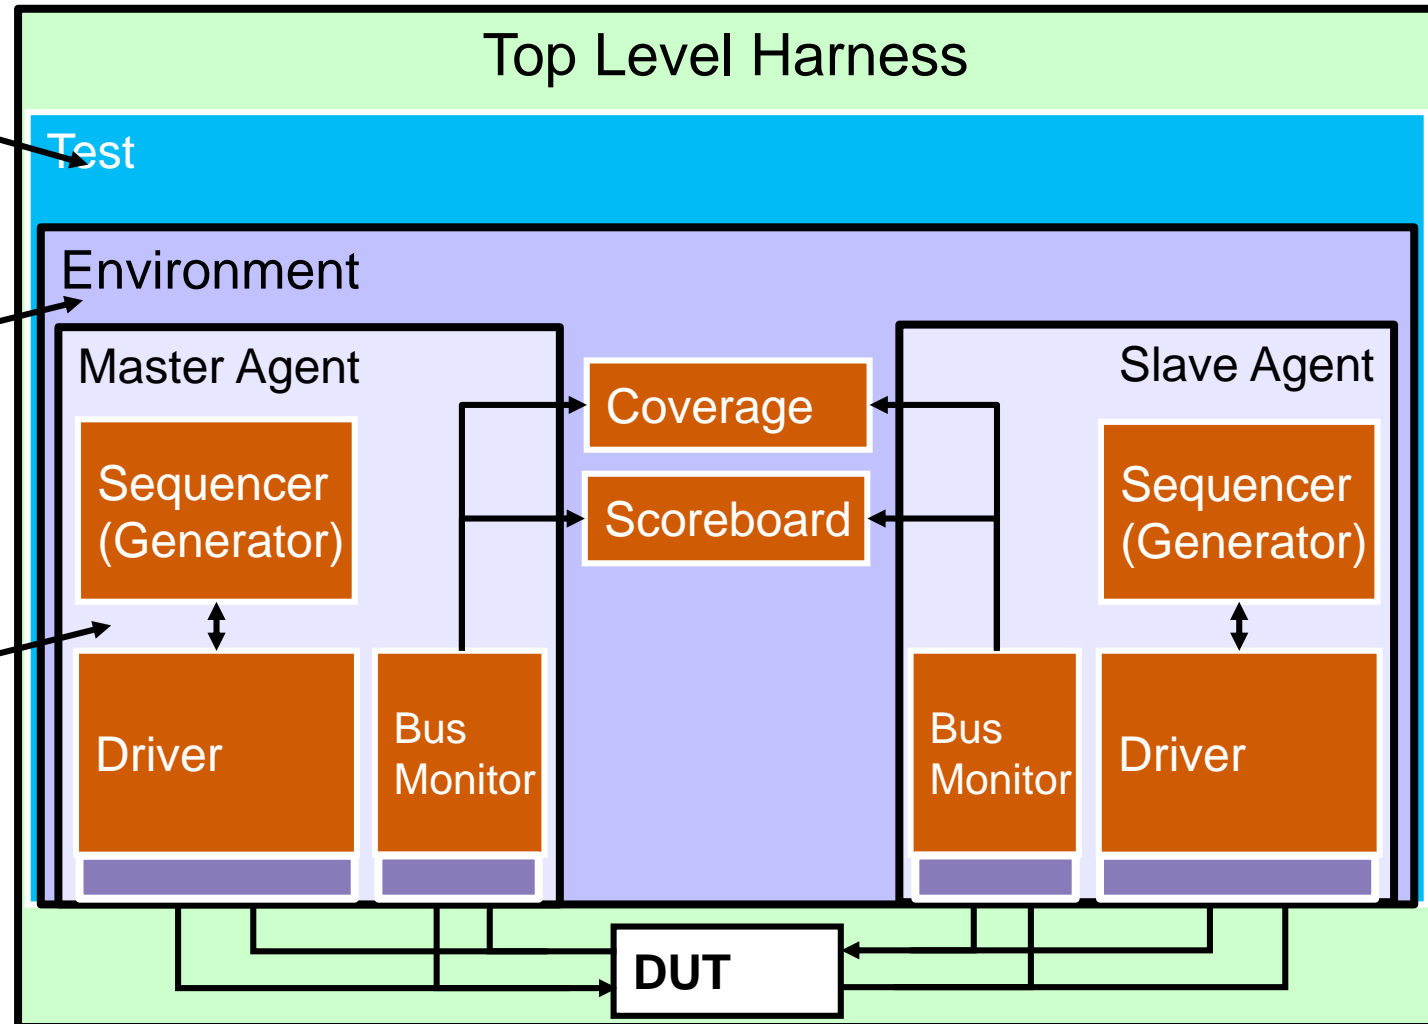 Top Level Harness
Test
Environment
Master Agent
Slave Agent
Coverage
Scoreboard
Sequencer
(Generator)
Sequencer
(Generator)
Driver
Bus
Monitor
Bus
Monitor
Driver
DUT